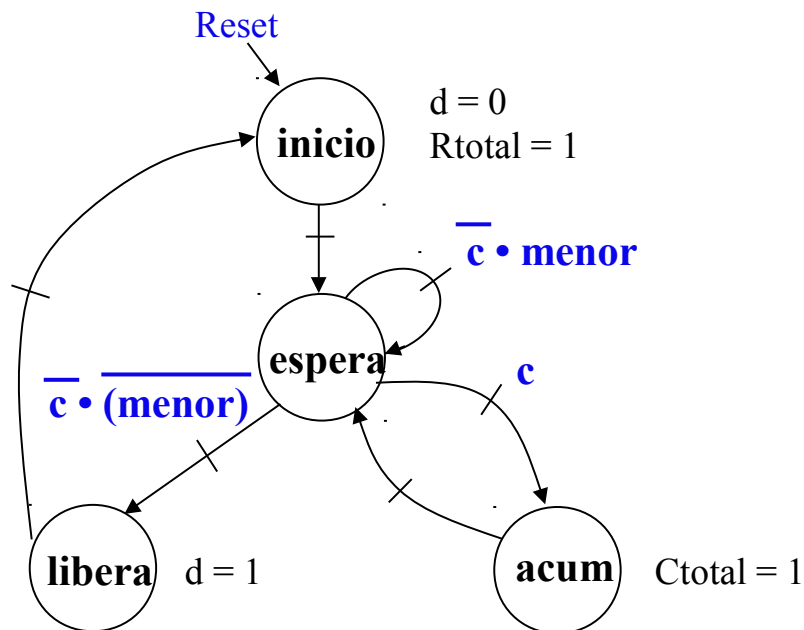 Reset
inicio
d = 0
Rtotal = 1
c̅ • menor
espera
c̅ • (menor)̅
c
libera
d = 1
acum
Ctotal = 1